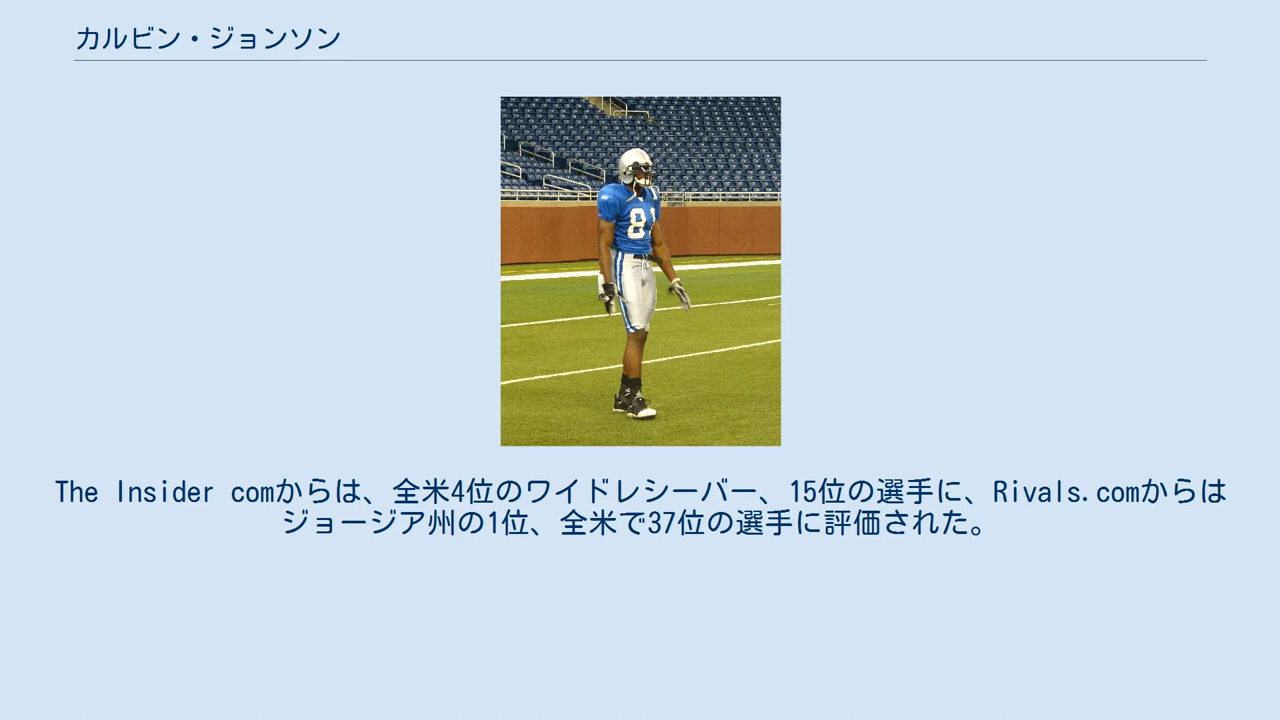 カルビン・ジョンソン
81
The Insider comからは、全米4位のワイドレシーバー、15位の選手に、Rivals.comからは
ジョージア州の1位、全米で37位の選手に評価された。